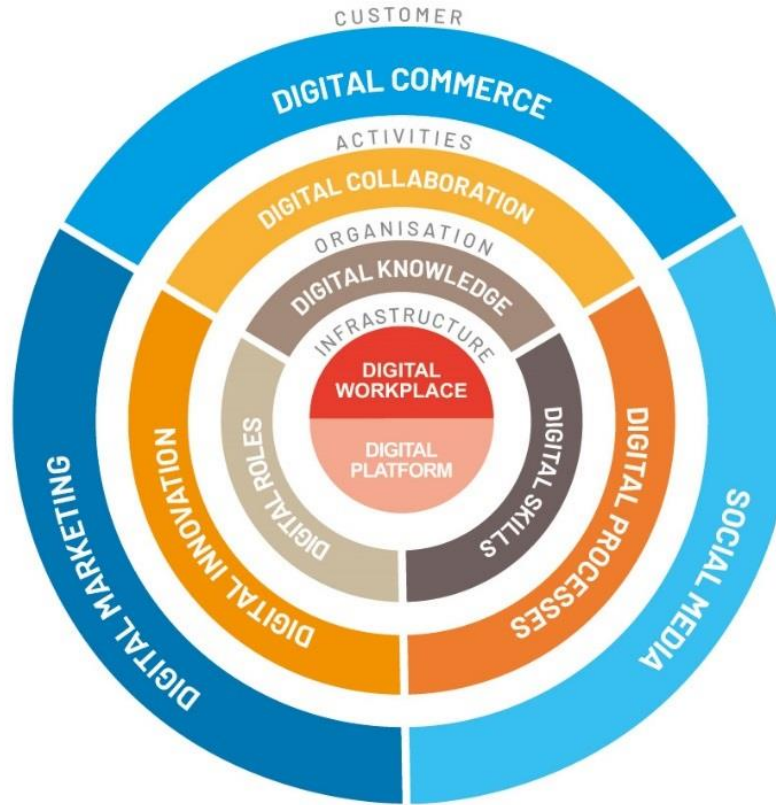 CUSTOMER
DIGITAL COMMERCE
ACTIVITIES
DIGITAL COLLABORATION
ORGANISATION
DIGITAL KNOWLEDGE
INFRASTRUCTURE
DIGITAL
WORKPLACE
DIGITAL
PLATFORM
DIGITAL ROLES
DIGITAL SKILLS
DIGITAL INNOVATION
DIGITAL PROCESSES
DIGITAL MARKETING
SOCIAL MEDIA